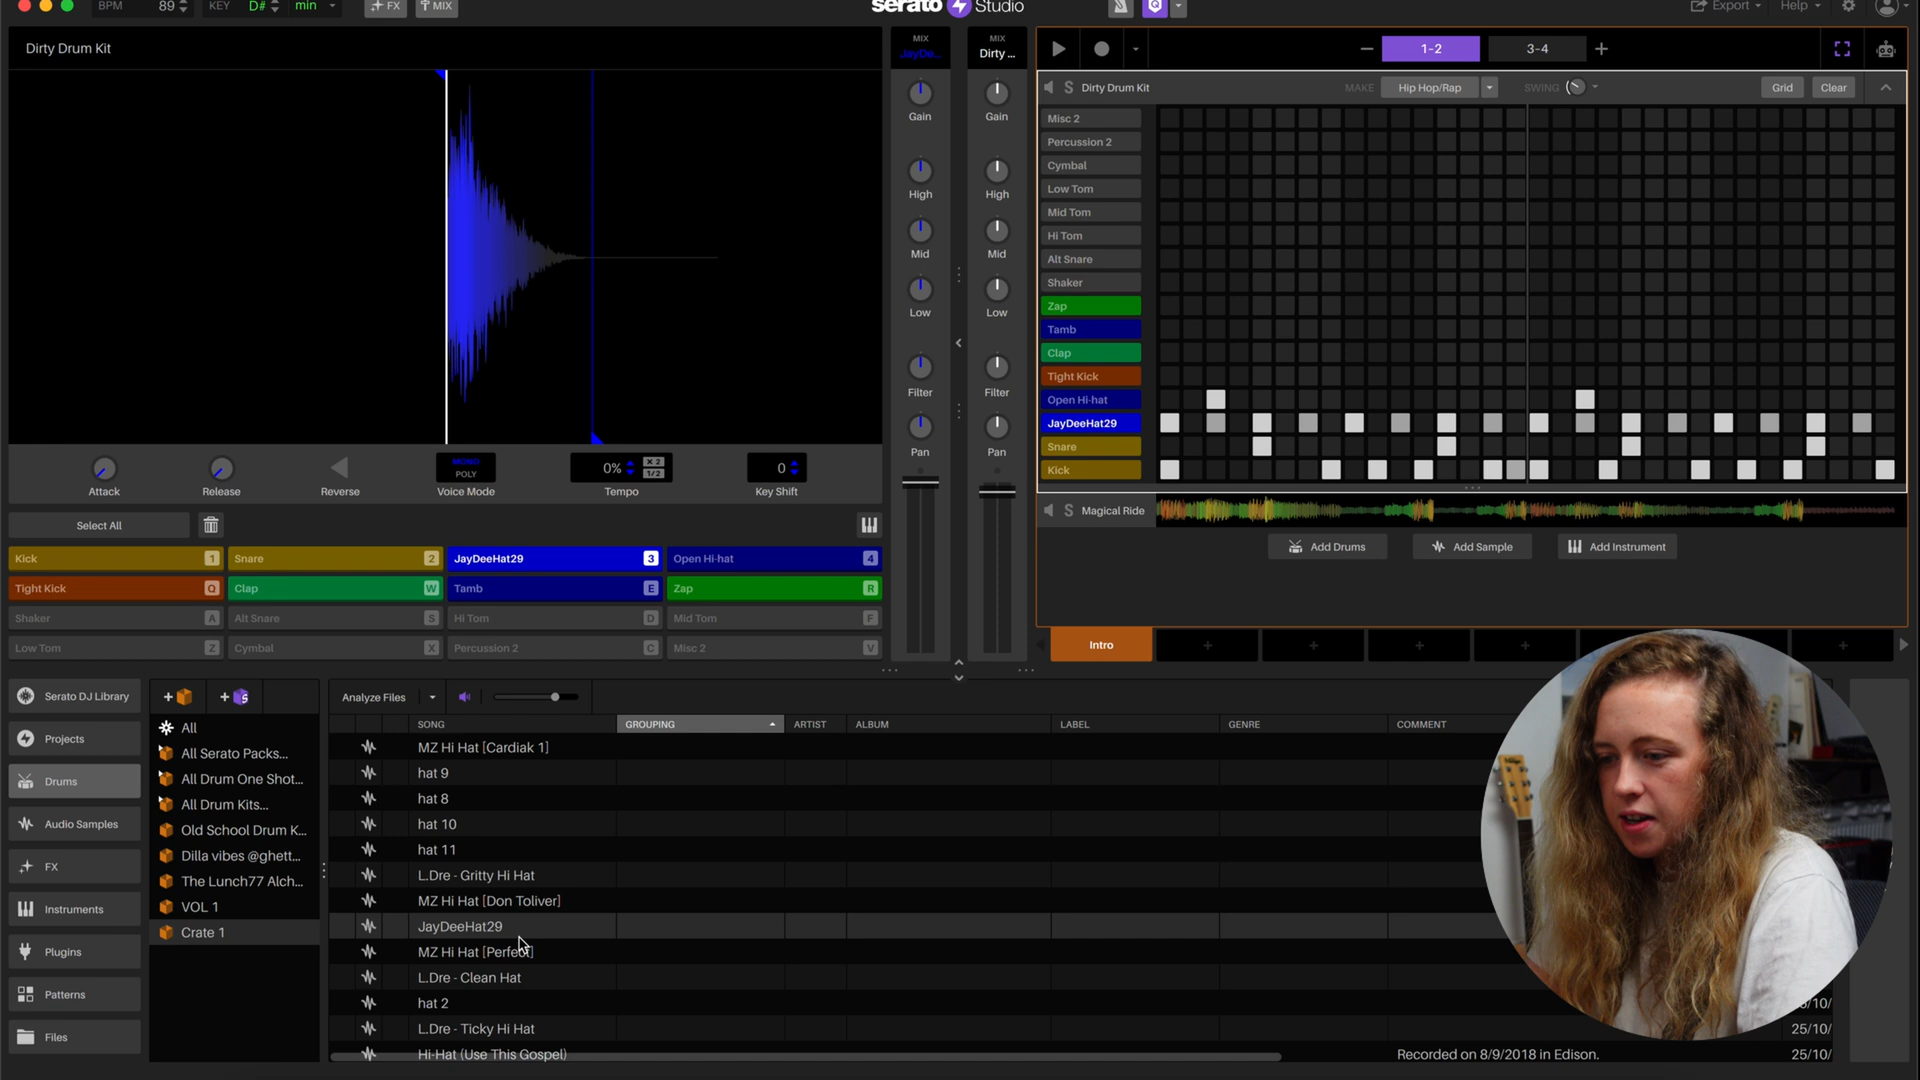 BPM 89 KEY D# min FX MIX serato Studio Export Help
Dirty Drum Kit
MIX
JayDe...
MIX
Dirty ...
1-2 3-4
S Dirty Drum Kit MAKE Hip Hop/Rap SWING Grid Clear
Gain Gain
High High
Mid Mid
Low Low
Filter Filter
Pan Pan
Misc 2
Percussion 2
Cymbal
Low Tom
Mid Tom
Hi Tom
Alt Snare
Shaker
Zap
Tamb
Clap
Tight Kick
Open Hi-hat
JayDeeHat29
Snare
Kick
S Magical Ride
Add Drums Add Sample Add Instrument
Intro
MONO
POLY
0% X 2
1/2
0
Attack Release Reverse Voice Mode Tempo Key Shift
Select All
Kick 1 Snare 2 JayDeeHat29 3 Open Hi-hat 4
Tight Kick Q Clap W Tamb E Zap R
Shaker A Alt Snare S Hi Tom D Mid Tom F
Low Tom Z Cymbal X Percussion 2 C Misc 2 V
Serato DJ Library
Projects
Drums
Audio Samples
FX
Instruments
Plugins
Patterns
Files
All
All Serato Packs...
All Drum One Shot...
All Drum Kits...
Old School Drum K...
Dilla vibes @ghett...
The Lunch77 Alch...
VOL 1
Crate 1
Analyze Files
SONG GROUPING ARTIST ALBUM LABEL GENRE COMMENT
MZ Hi Hat [Cardiak 1]
hat 9
hat 8
hat 10
hat 11
L.Dre - Gritty Hi Hat
MZ Hi Hat [Don Toliver]
JayDeeHat29
MZ Hi Hat [Perfect]
L.Dre - Clean Hat
hat 2
L.Dre - Ticky Hi Hat 25/10/
Hi-Hat (Use This Gospel) Recorded on 8/9/2018 in Edison. 25/10/